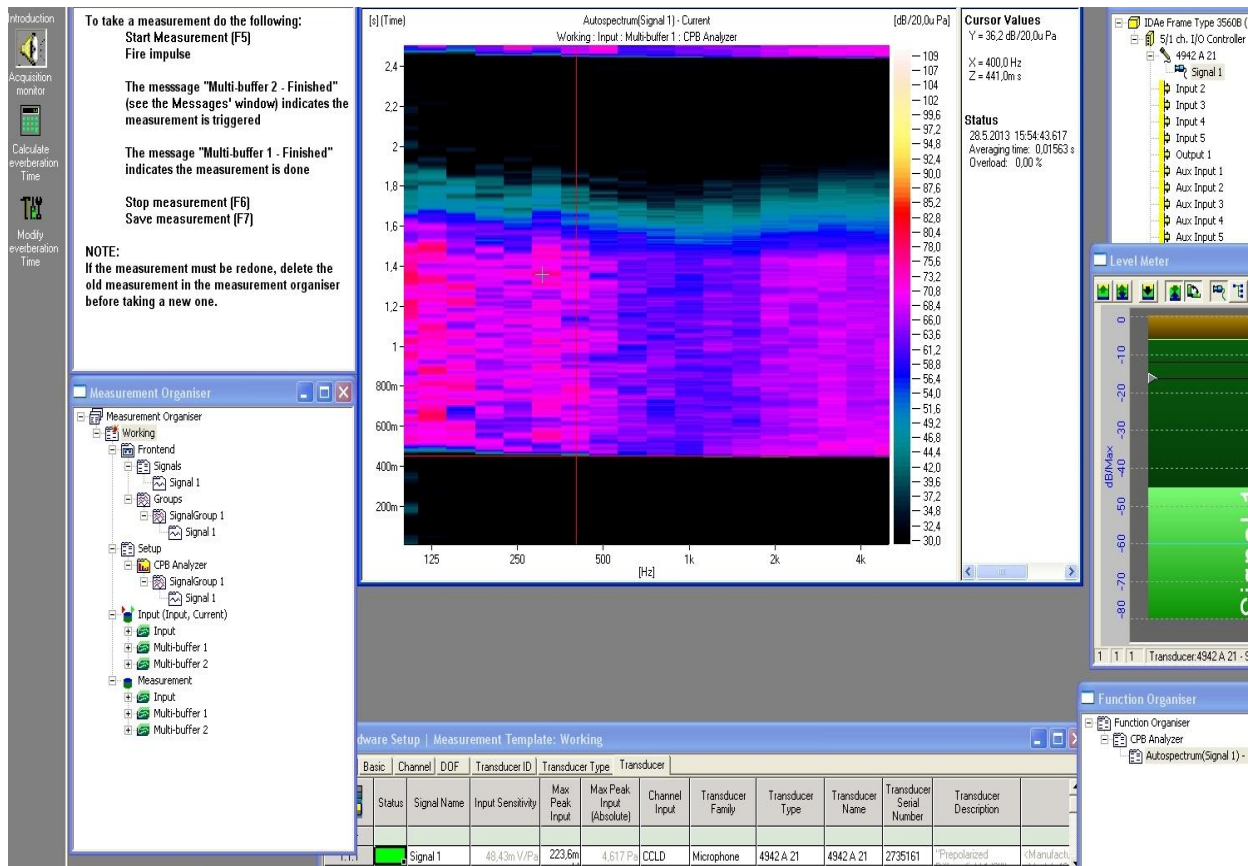 Introduction
Acquisition
monitor
Calculate
everberation
Time
Modify
everberation
Time
To take a measurement do the following:
Start Measurement (F5)
Fire impulse
The messsage "Multi-buffer 2 - Finished"
(see the Messages' window) indicates the
measurement is triggered
The message "Multi-buffer 1 - Finished"
indicates the measurement is done
Stop measurement (F6)
Save measurement (F7)
NOTE:
If the measurement must be redone, delete the
old measurement in the measurement organiser
before taking a new one.
Measurement Organiser
Measurement Organiser
Working
Frontend
Signals
Signal 1
Groups
SignalGroup 1
Signal 1
Setup
CPB Analyzer
SignalGroup 1
Signal 1
Input (Input, Current)
Input
Multi-buffer 1
Multi-buffer 2
Measurement
Input
Multi-buffer 1
Multi-buffer 2
[s] (Time)
Autospectrum(Signal 1) - Current
[dB/20,0u Pa]
Working : Input : Multi-buffer 1 : CPB Analyzer
2,4
2,2
2
1,8
1,6
1,4
1,2
1
800m
600m
400m
200m
125
250
500
1k
2k
4k
[Hz]
109
107
104
102
99,6
97,2
94,8
92,4
90,0
87,6
85,2
82,8
80,4
78,0
75,6
73,2
70,8
68,4
66,0
63,6
61,2
58,8
56,4
54,0
51,6
49,2
46,8
44,4
42,0
39,6
37,2
34,8
32,4
30,0
Cursor Values
Y = 36,2 dB/20,0u Pa
X = 400,0 Hz
Z = 441,0m s
Status
28.5.2013 15:54:43.617
Averaging time: 0,01563 s
Overload: 0,00 %
IDAe Frame Type 3560B (
5/1 ch. I/O Controller
4942 A 21
Signal 1
Input 2
Input 3
Input 4
Input 5
Output 1
Aux Input 1
Aux Input 2
Aux Input 3
Aux Input 4
Aux Input 5
Level Meter
0
-10
-20
-30
-40
-50
-60
-70
-80
dB/Max
Signal 1
1 1 1 Transducer:4942 A 21 - S
Function Organiser
Function Organiser
CPB Analyzer
Autospectrum(Signal 1) -
dware Setup | Measurement Template: Working
Basic Channel DOF Transducer ID Transducer Type Transducer
Status Signal Name Input Sensitivity Max Peak Input Max Peak Input (Absolute) Channel Input Transducer Family Transducer Type Transducer Name Transducer Serial Number Transducer Description
1.1.1 Signal 1 48,43m V/Pa 223,6m 4,617 Pa CCLD Microphone 4942 A 21 4942 A 21 2735161 "Prepolarized <Manufactu